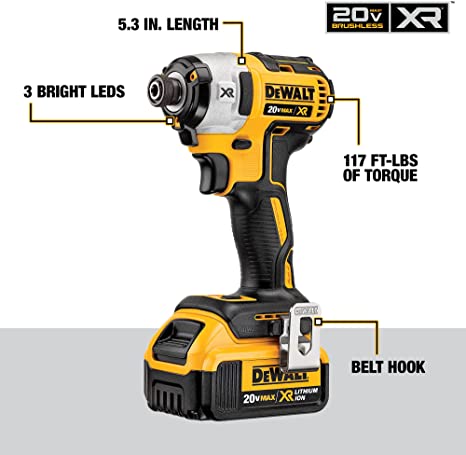 5.3 IN. LENGTH
20V MAX XR
BRUSHLESS
3 BRIGHT LEDS
XR
DEWALT
20V MAX XR
117 FT-LBS
OF TORQUE
DEWALT
BELT HOOK
DEWALT
20V MAX XR LITHIUM
ION